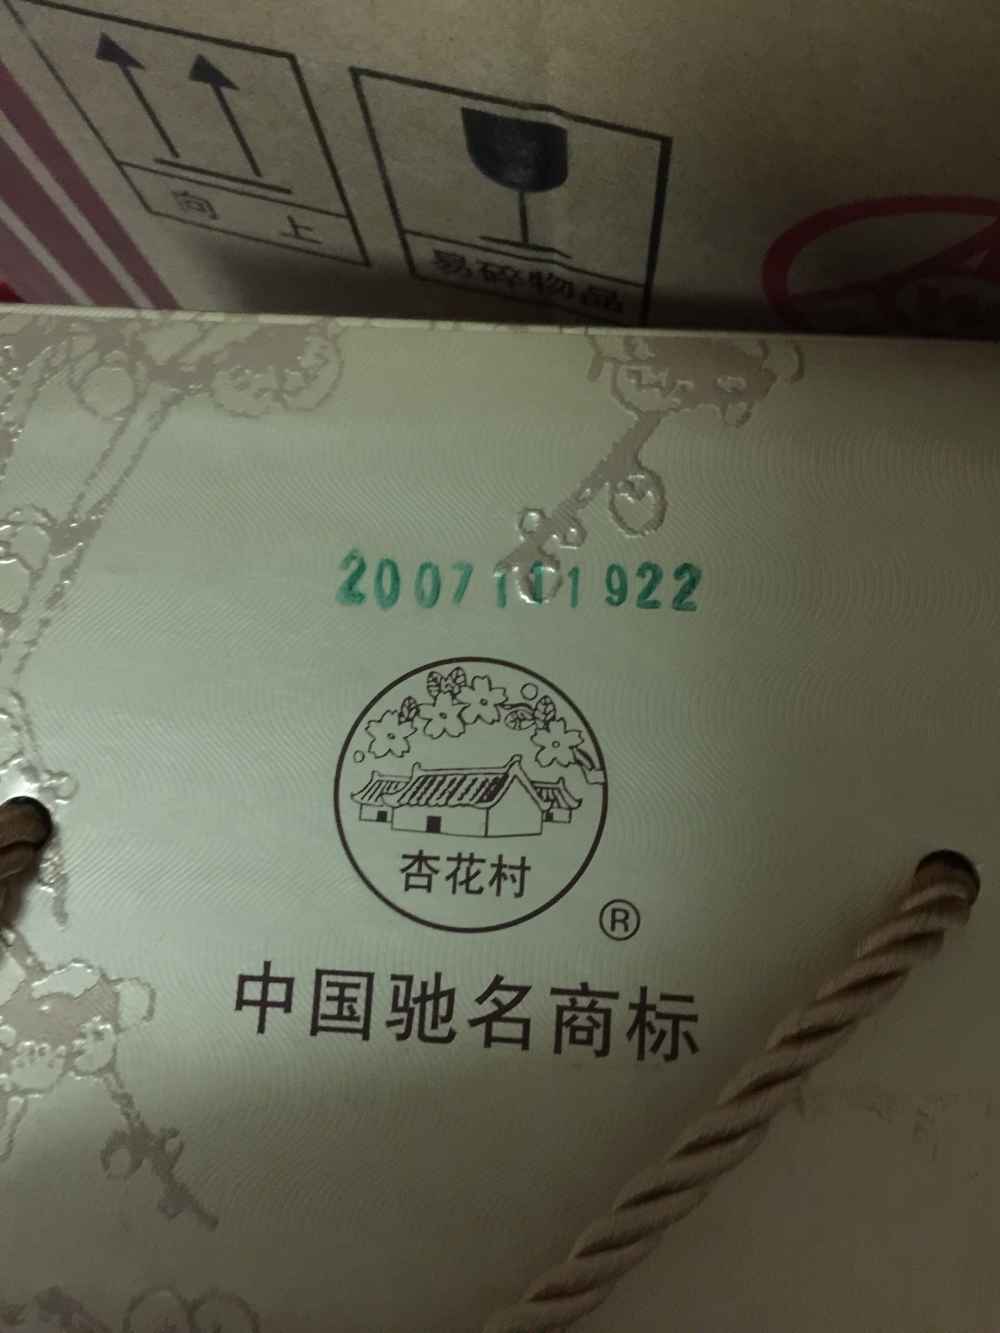 向上
易碎物品
2007111922
杏花村
®
中国驰名商标